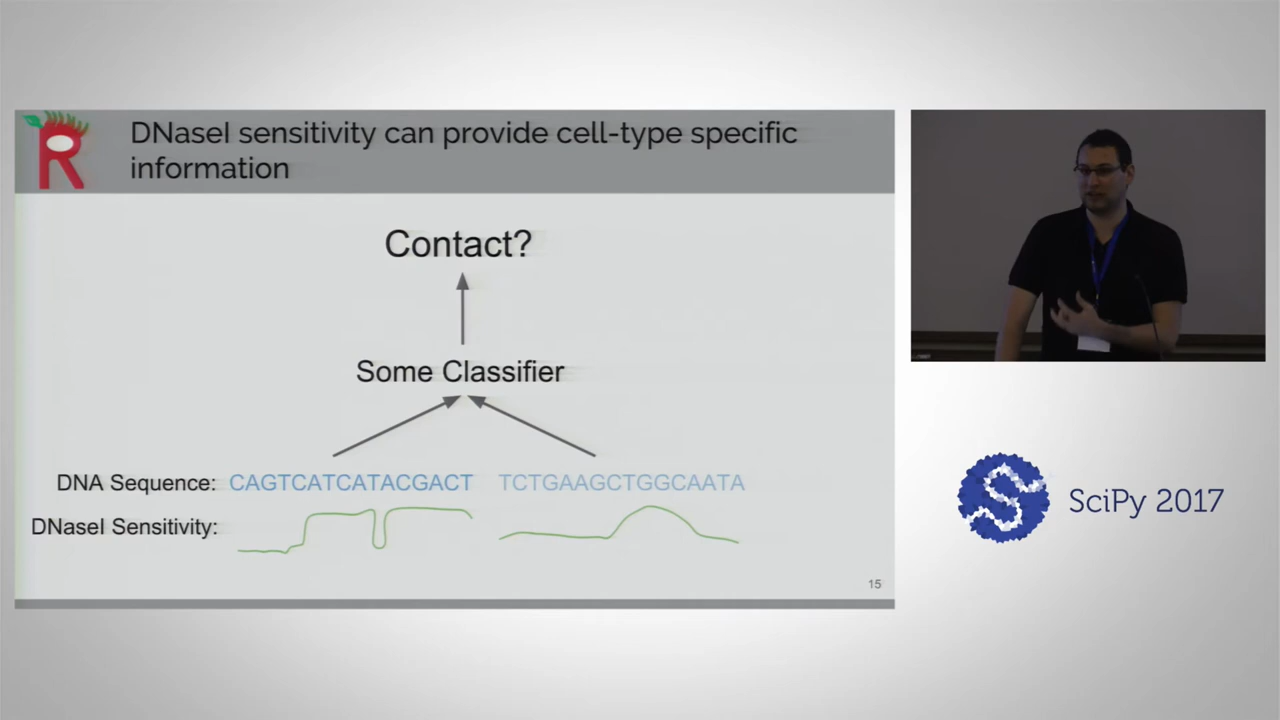 DNaseI sensitivity can provide cell-type specific
information
Contact?
Some Classifier
DNA Sequence: CAGTCATCATACGACT TCTGAAGCTGGCAATA
DNaseI Sensitivity:
15
SciPy 2017